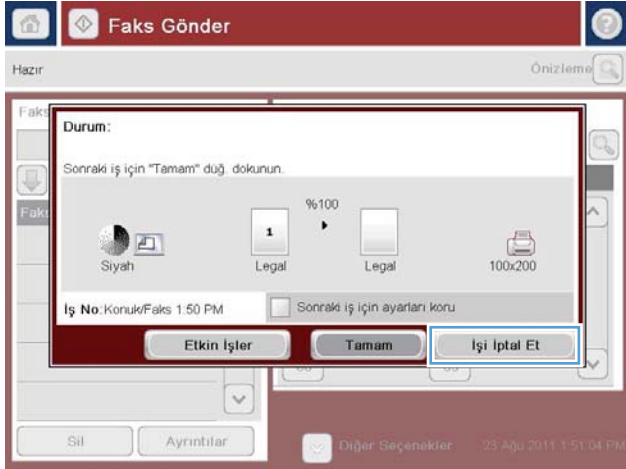 Faks Gönder
Hazır
Önizleme
Faks
Durum:
Sonraki iş için "Tamam" düğ. dokunun.
Faks
%100
1
Siyah
Legal
Legal
100x200
İş No:Konuk/Faks 1:50 PM
Sonraki iş için ayarları koru
Etkin İşler
Tamam
İşi İptal Et
Sil
Ayrıntılar
Diğer Seçenekler
23 Ağu 2011 1:51:04 PM